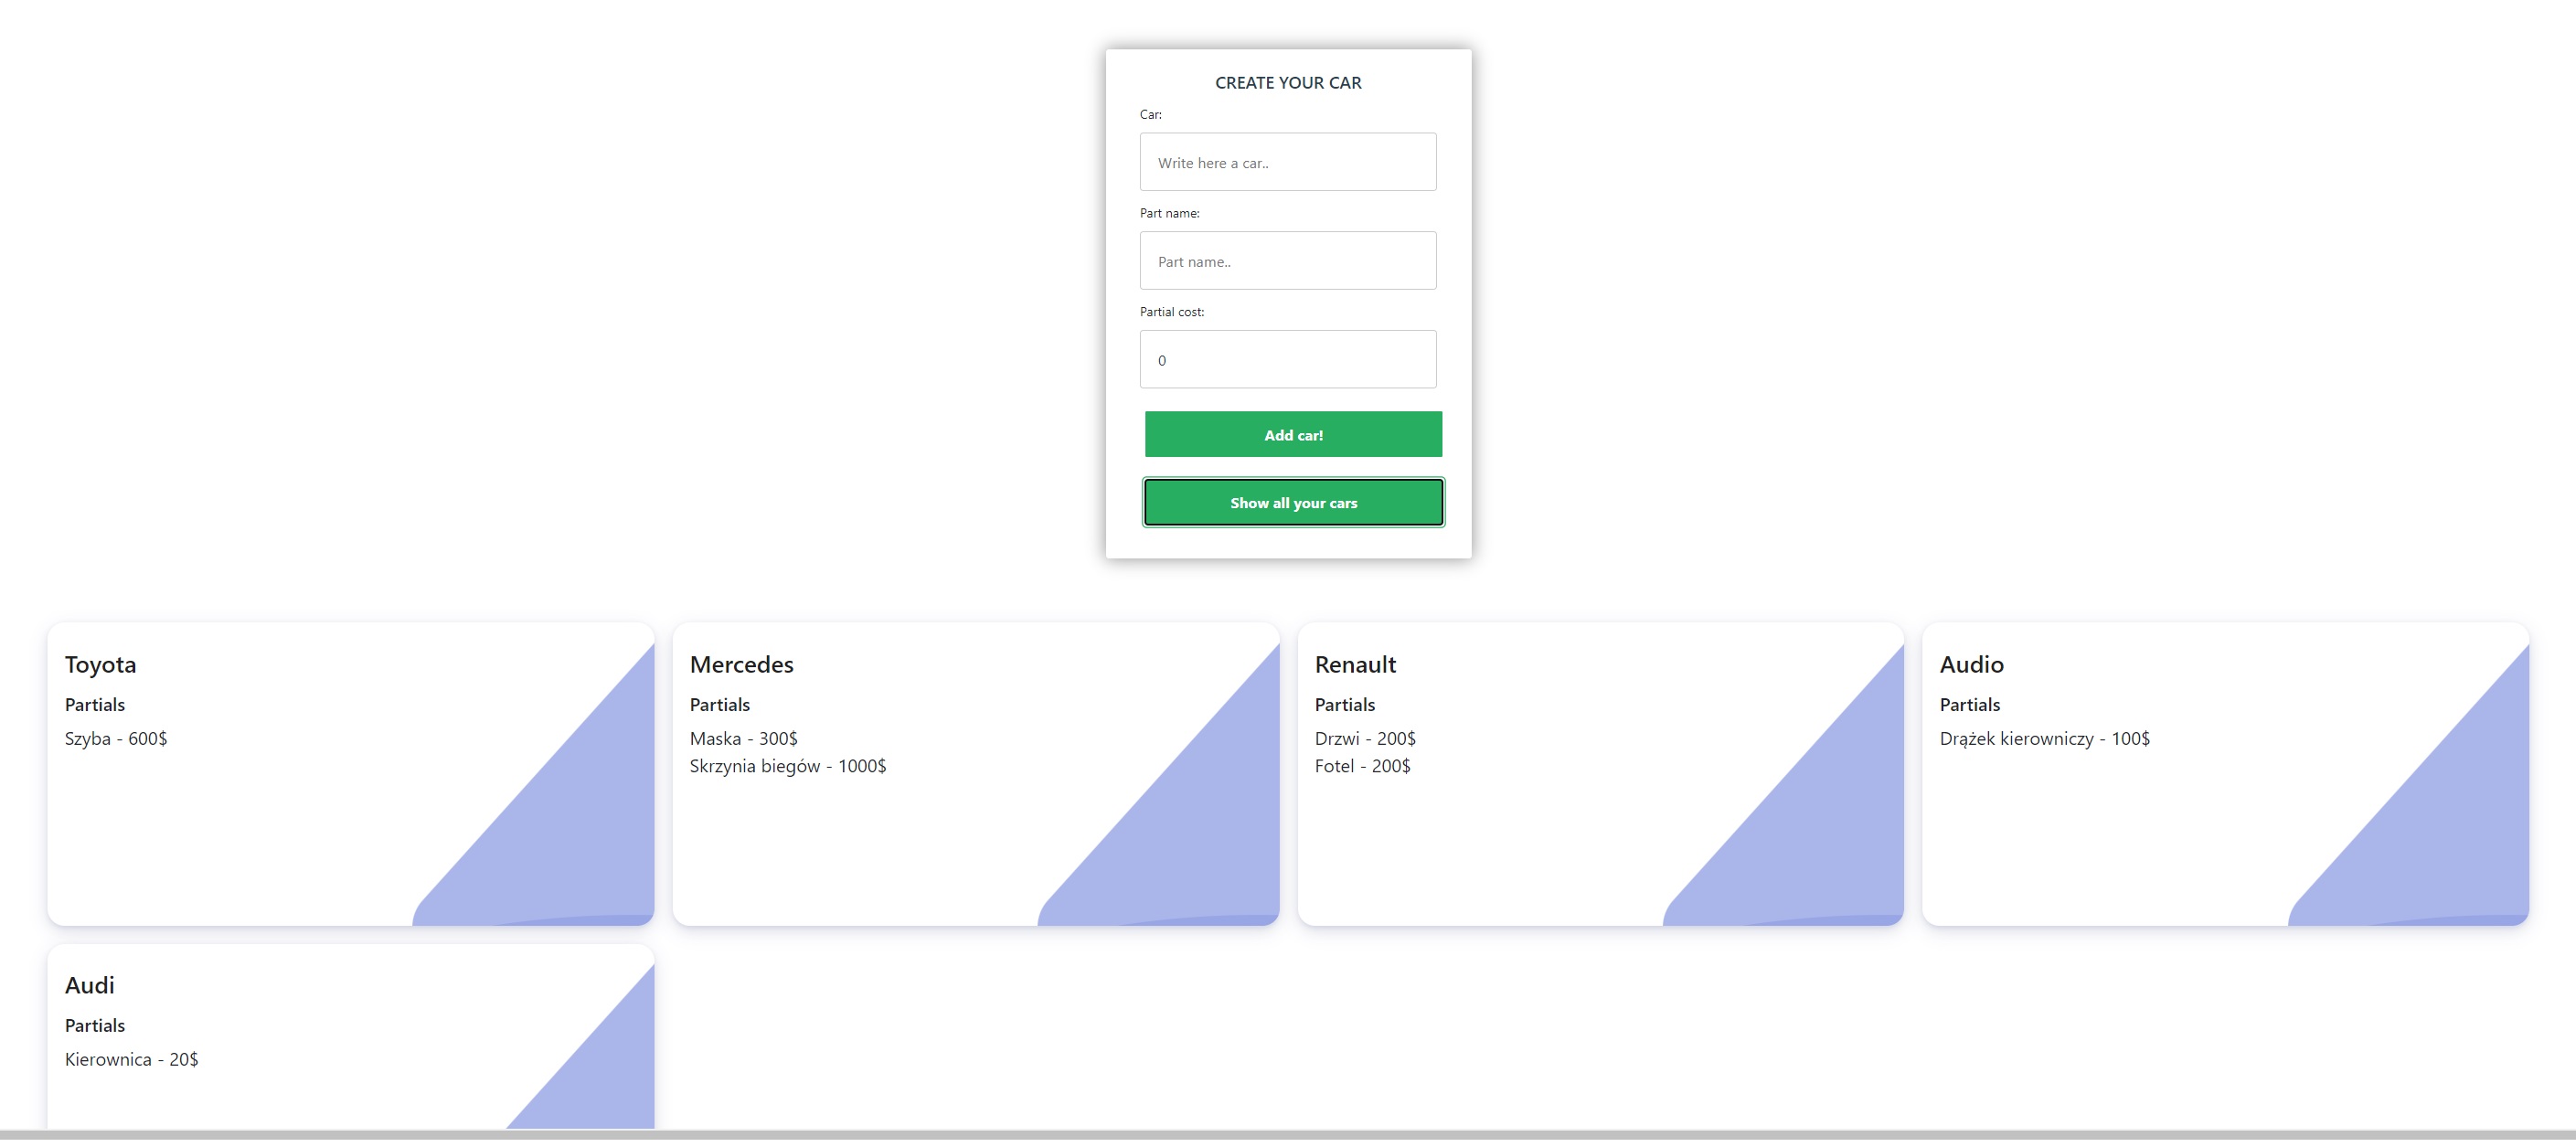 CREATE YOUR CAR
Car:
Write here a car..
Part name:
Part name..
Partial cost:
0
Add car!
Show all your cars
Toyota
Partials
Szyba - 600$
Mercedes
Partials
Maska - 300$
Skrzynia biegów - 1000$
Renault
Partials
Drzwi - 200$
Fotel - 200$
Audio
Partials
Drążek kierowniczy - 100$
Audi
Partials
Kierownica - 20$